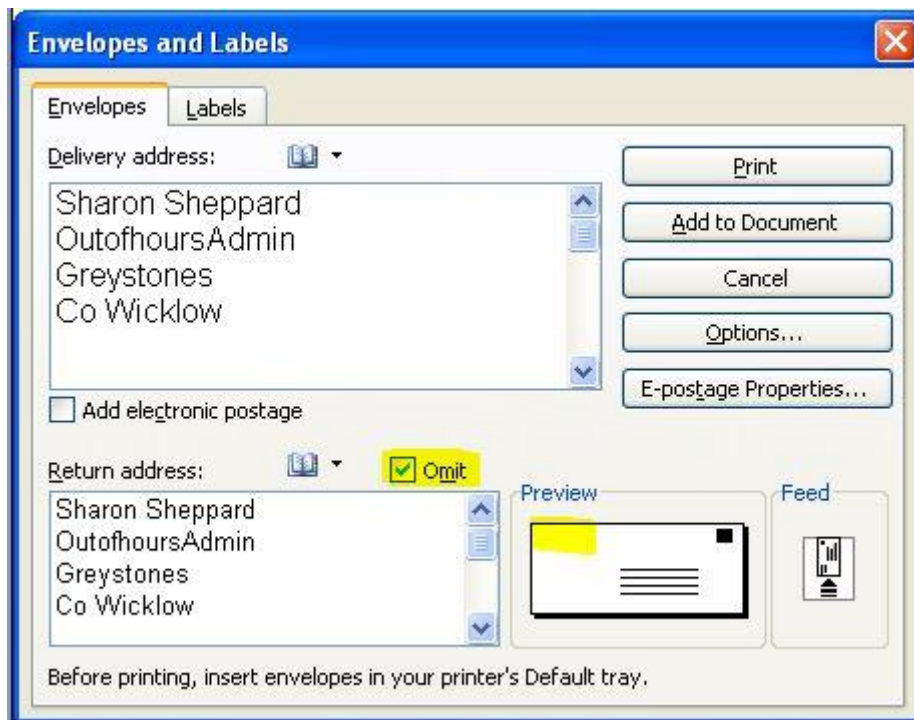 Envelopes and Labels
Envelopes Labels
Delivery address:
Sharon Sheppard
OutofhoursAdmin
Greystones
Co Wicklow
Print
Add to Document
Cancel
Options...
E-postage Properties...
Add electronic postage
Return address:
Omit
Sharon Sheppard
OutofhoursAdmin
Greystones
Co Wicklow
Preview
Feed
Before printing, insert envelopes in your printer's Default tray.